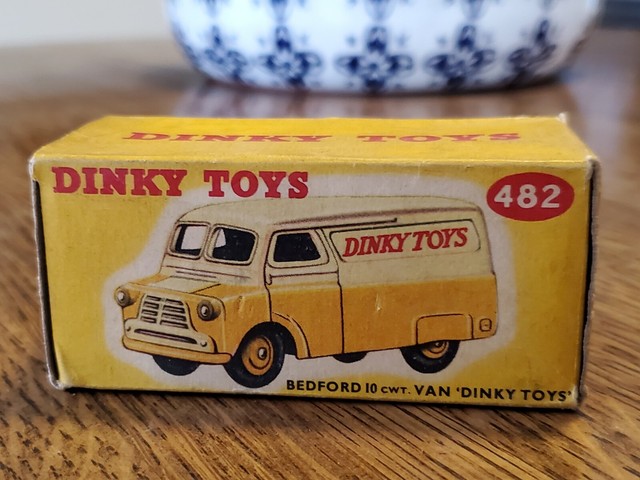 DINKY TOYS
DINKY TOYS
482
DINKY TOYS
BEDFORD 10 CWT. VAN 'DINKY TOYS'